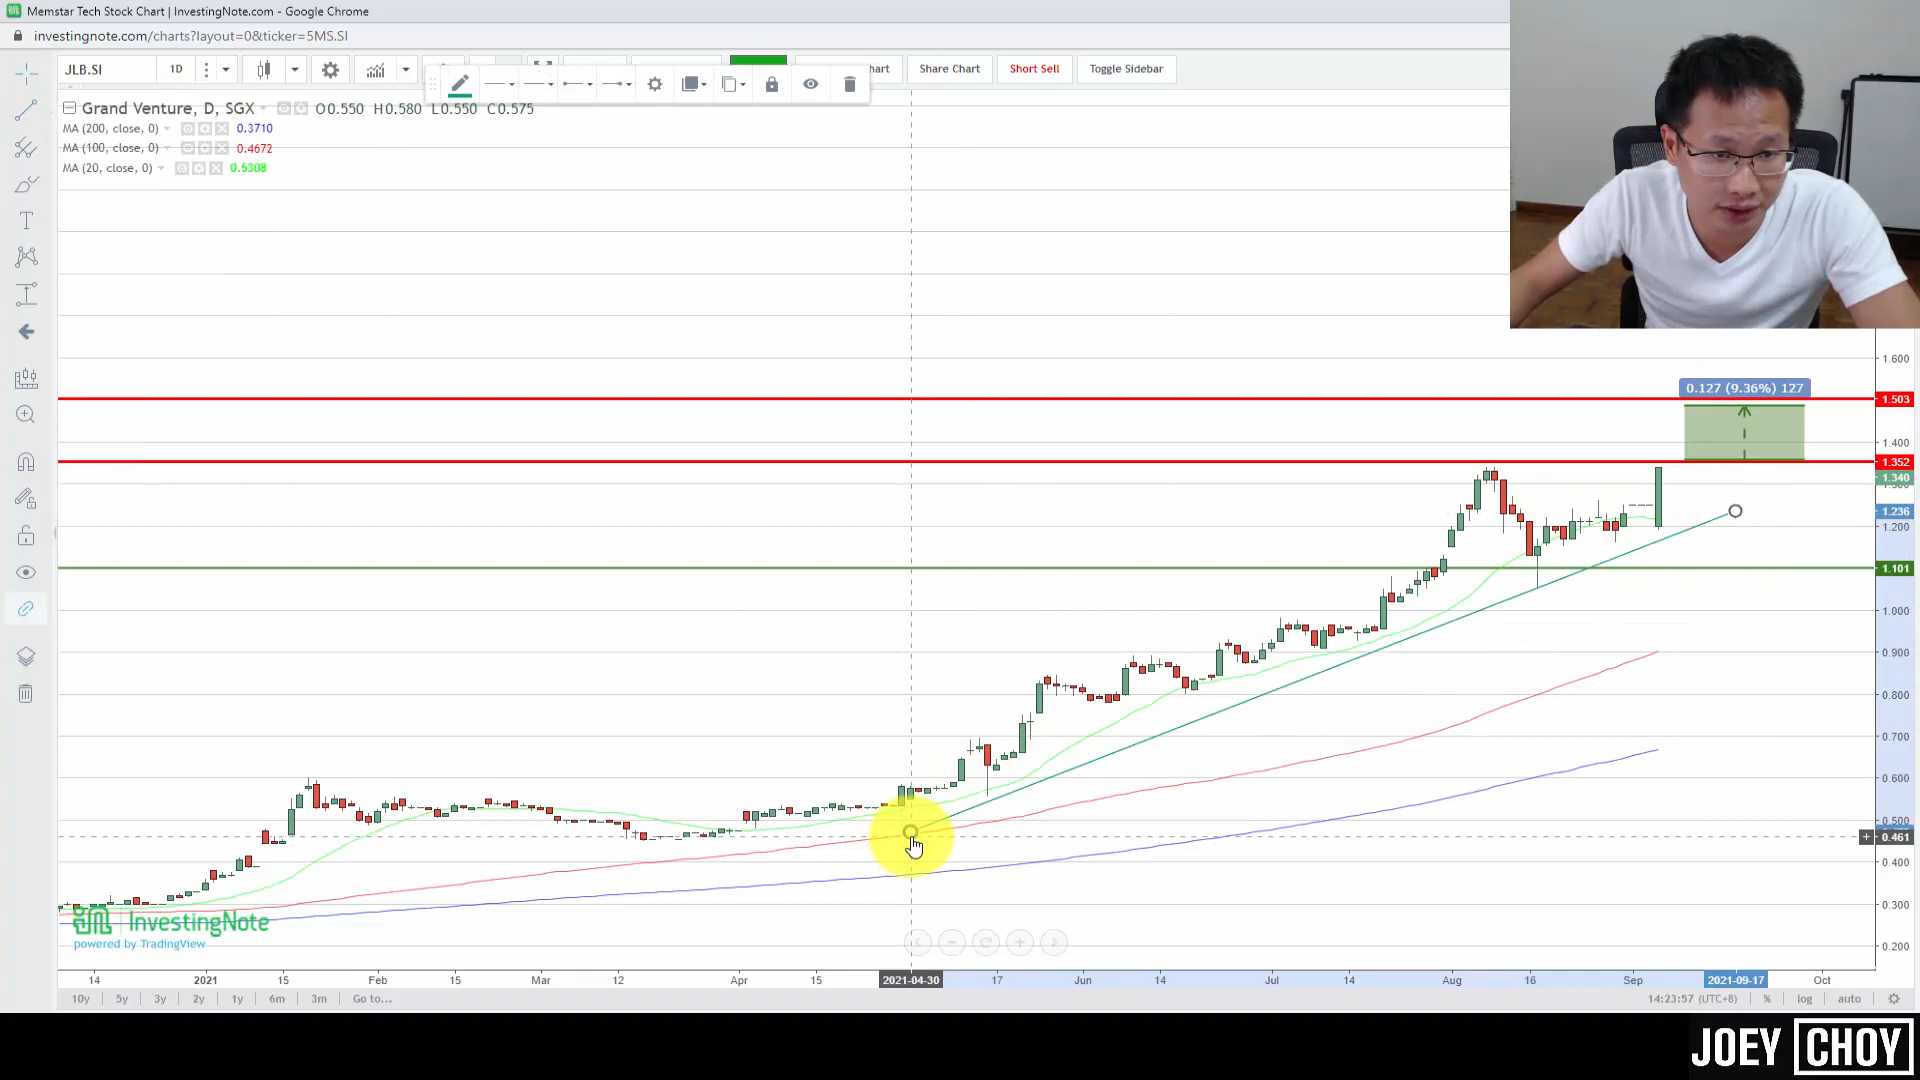 Memstar Tech Stock Chart | InvestingNote.com - Google Chrome
investingnote.com/charts?layout=0&ticker=5MS.SI
JLB.SI 1D hart Share Chart Short Sell Toggle Sidebar
Grand Venture, D, SGX O0.550 H0.580 L0.550 C0.575
MA (200, close, 0) 0.3710
MA (100, close, 0) 0.4672
MA (20, close, 0) 0.5308
1.600
0.127 (9.36%) 127
1.503
1.400
1.352
1.340
1.236
1.200
1.101
1.000
0.900
0.800
0.700
0.600
0.500
0.461
0.400
0.300
0.200
InvestingNote
powered by TradingView
14 2021 15 Feb 15 Mar 12 Apr 15 2021-04-30 17 Jun 14 Jul 14 Aug 16 Sep 2021-09-17 Oct
10y 5y 3y 2y 1y 6m 3m Go to... 14:23:57 (UTC+8) % log auto
JOEY CHOY